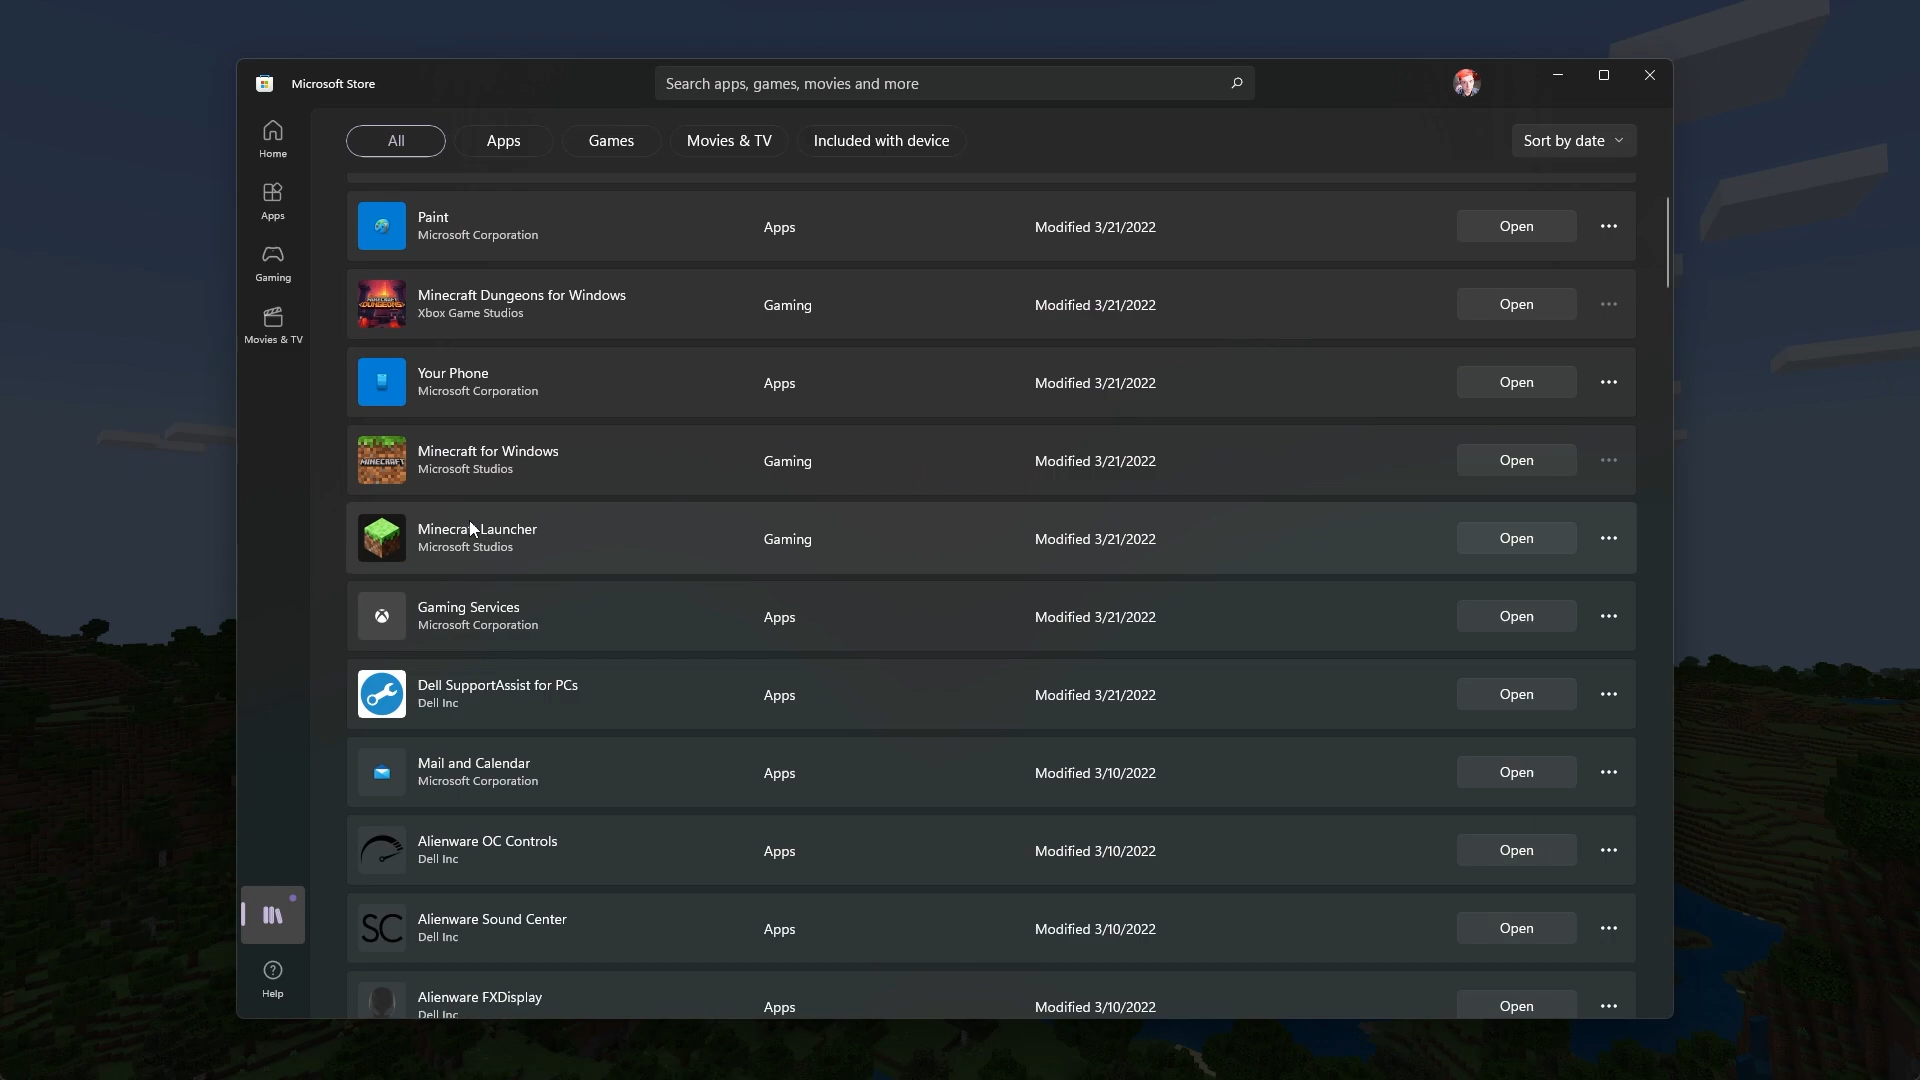 Microsoft Store
Search apps, games, movies and more
Home
Apps
Gaming
Movies & TV
Help
All
Apps
Games
Movies & TV
Included with device
Sort by date
Paint
Microsoft Corporation
Apps
Modified 3/21/2022
Open
MINECRAFT
DUNGEONS
Minecraft Dungeons for Windows
Xbox Game Studios
Gaming
Modified 3/21/2022
Open
Your Phone
Microsoft Corporation
Apps
Modified 3/21/2022
Open
MINECRAFT
Minecraft for Windows
Microsoft Studios
Gaming
Modified 3/21/2022
Open
Minecraft Launcher
Microsoft Studios
Gaming
Modified 3/21/2022
Open
Gaming Services
Microsoft Corporation
Apps
Modified 3/21/2022
Open
Dell SupportAssist for PCs
Dell Inc
Apps
Modified 3/21/2022
Open
Mail and Calendar
Microsoft Corporation
Apps
Modified 3/10/2022
Open
Alienware OC Controls
Dell Inc
Apps
Modified 3/10/2022
Open
SC
Alienware Sound Center
Dell Inc
Apps
Modified 3/10/2022
Open
Alienware FXDisplay
Dell Inc
Apps
Modified 3/10/2022
Open